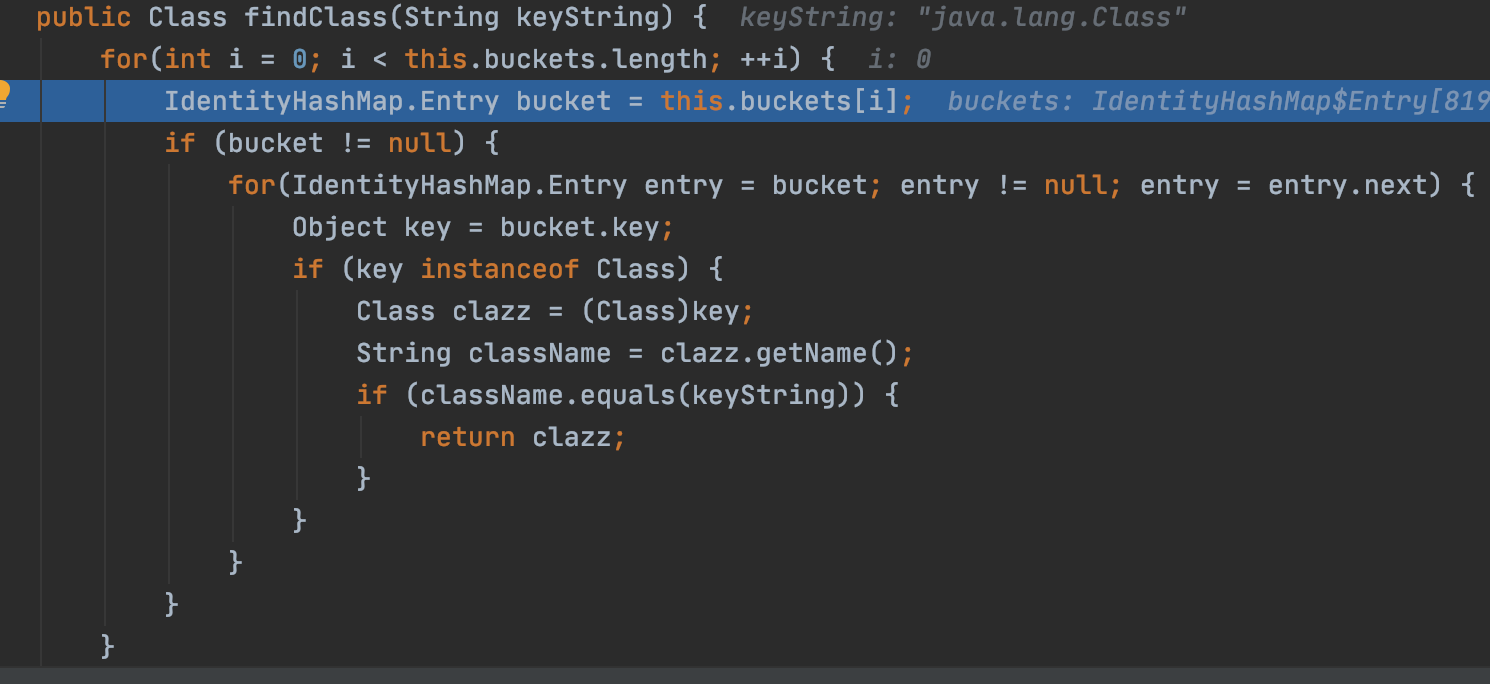 public Class findClass(String keyString) {  keyString: "java.lang.Class"
    for(int i = 0; i < this.buckets.length; ++i) {  i: 0
        IdentityHashMap.Entry bucket = this.buckets[i];  buckets: IdentityHashMap$Entry[819
        if (bucket != null) {
            for(IdentityHashMap.Entry entry = bucket; entry != null; entry = entry.next) {
                Object key = bucket.key;
                if (key instanceof Class) {
                    Class clazz = (Class)key;
                    String className = clazz.getName();
                    if (className.equals(keyString)) {
                        return clazz;
                    }
                }
            }
        }
    }